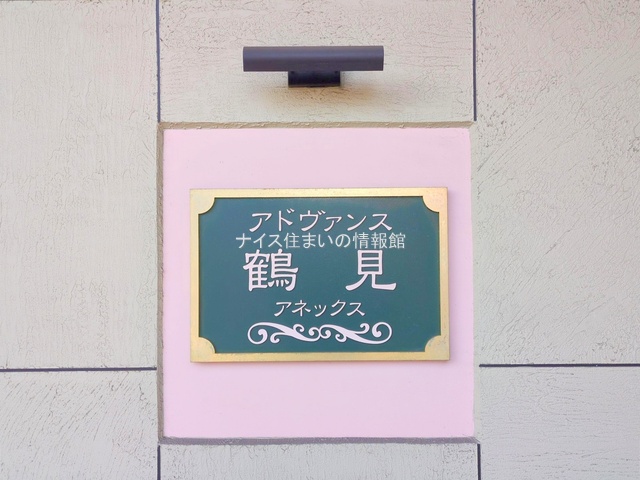 アドヴァンス
ナイス住まいの情報館
鶴見
アネックス